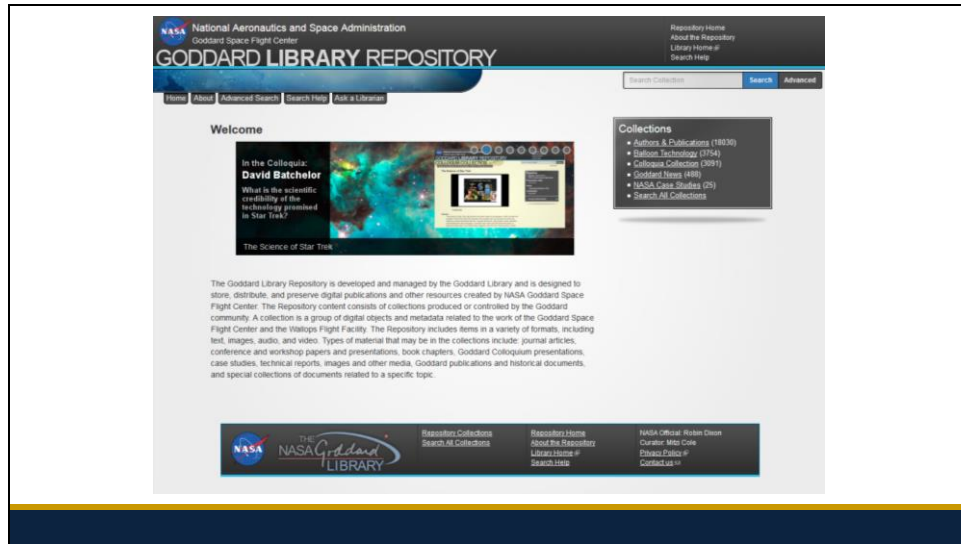 NASA
National Aeronautics and Space Administration
Goddard Space Flight Center
GODDARD LIBRARY REPOSITORY
Repository Home
About the Repository
Library Home
Search Help
Search Collection
Search
Advanced
Home
About
Advanced Search
Search Help
Ask a Librarian
Welcome
In the Colloquia:
David Batchelor
What is the scientific
credibility of the
technology promised
in Star Trek?
The Science of Star Trek
The Goddard Library Repository is developed and managed by the Goddard Library and is designed to
store, distribute, and preserve digital publications and other resources created by NASA Goddard Space
Flight Center. The Repository content consists of collections produced or controlled by the Goddard
community. A collection is a group of digital objects and metadata related to the work of the Goddard Space
Flight Center and the Wallops Flight Facility. The Repository includes items in a variety of formats, including
text, images, audio, and video. Types of material that may be in the collections include: journal articles,
conference and workshop papers and presentations, book chapters, Goddard Colloquium presentations,
case studies, technical reports, images and other media, Goddard publications and historical documents,
and special collections of documents related to a specific topic.
Collections
Authors & Publications (18030)
Balloon Technology (3754)
Colloquia Collection (3091)
Goddard News (488)
NASA Case Studies (25)
Search All Collections
NASA
THE
NASA Goddard
LIBRARY
Repository Collections
Search All Collections
Repository Home
About the Repository
Library Home
Search Help
NASA Official: Robin Dixon
Curator: Mitzi Cole
Privacy Policy
Contact us